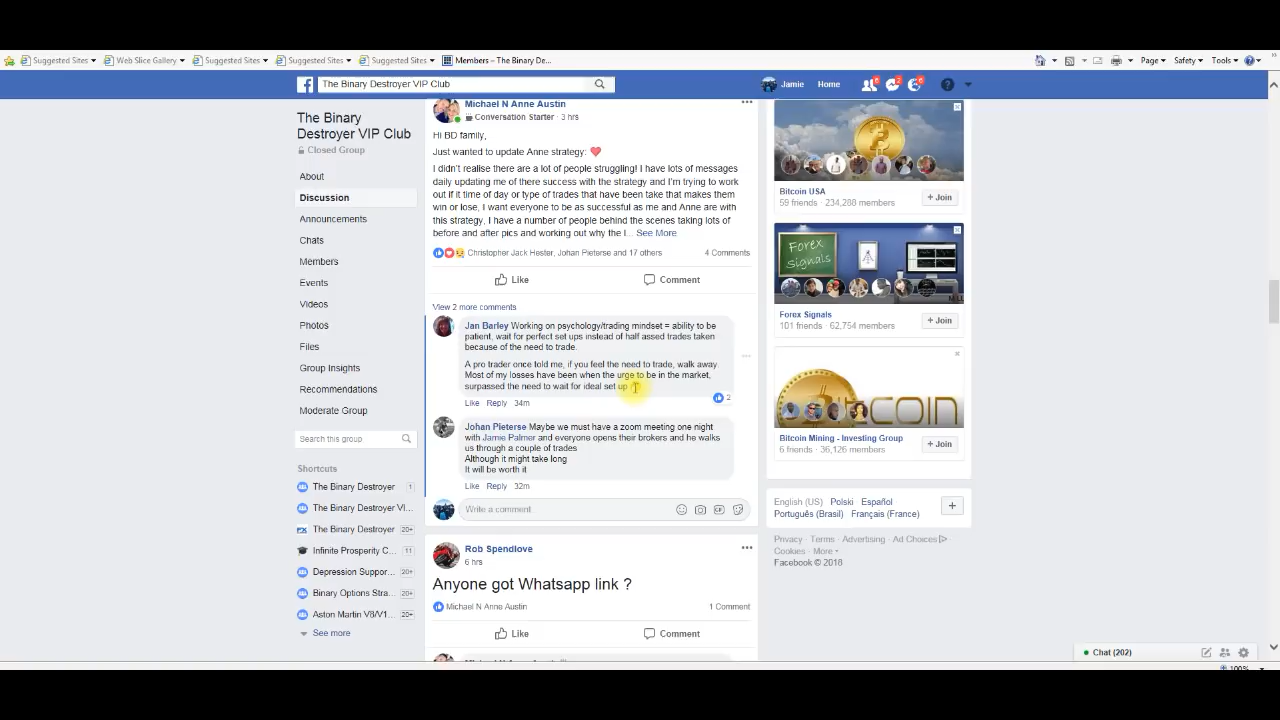 Suggested Sites
Web Slice Gallery
Suggested Sites
Suggested Sites
Suggested Sites
Members – The Binary De...
Page
Safety
Tools
The Binary Destroyer VIP Club
Jamie
Home
The Binary
Destroyer VIP Club
Closed Group
About
Discussion
Announcements
Chats
Members
Events
Videos
Photos
Files
Group Insights
Recommendations
Moderate Group
Search this group
Shortcuts
The Binary Destroyer 1
The Binary Destroyer VI...
The Binary Destroyer 20+
Infinite Prosperity C... 11
Depression Suppor... 20+
Binary Options Stra... 20+
Aston Martin V8/V1... 20+
See more
Michael N Anne Austin
Conversation Starter · 3 hrs
Hi BD family,
Just wanted to update Anne strategy: ❤
I didn't realise there are a lot of people struggling! I have lots of messages
daily updating me of there success with the strategy and I'm trying to work
out if it time of day or type of trades that have been take that makes them
win or lose, I want everyone to be as successful as me and Anne are with
this strategy, I have a number of people behind the scenes taking lots of
before and after pics and working out why the l... See More
Christopher Jack Hester, Johan Pieterse and 17 others
4 Comments
Like
Comment
View 2 more comments
Jan Barley Working on psychology/trading mindset = ability to be
patient, wait for perfect set ups instead of half assed trades taken
because of the need to trade.
A pro trader once told me, if you feel the need to trade, walk away
Most of my losses have been when the urge to be in the market,
surpassed the need to wait for ideal set up
2
Like Reply 34m
Johan Pieterse Maybe we must have a zoom meeting one night
with Jamie Palmer and everyone opens their brokers and he walks
us through a couple of trades
Although it might take long
It will be worth it
Like Reply 32m
Write a comment
Rob Spendlove
6 hrs
Anyone got Whatsapp link ?
Michael N Anne Austin
1 Comment
Like
Comment
Bitcoin USA
59 friends · 234,288 members
+ Join
Forex
Signals
Forex Signals
101 friends · 62,754 members
+ Join
BITCOIN
Bitcoin Mining - Investing Group
6 friends · 36,126 members
+ Join
English (US) Polski Español
Português (Brasil) Français (France)
Privacy · Terms · Advertising · Ad Choices
Cookies · More
Facebook © 2018
Chat (202)
100%